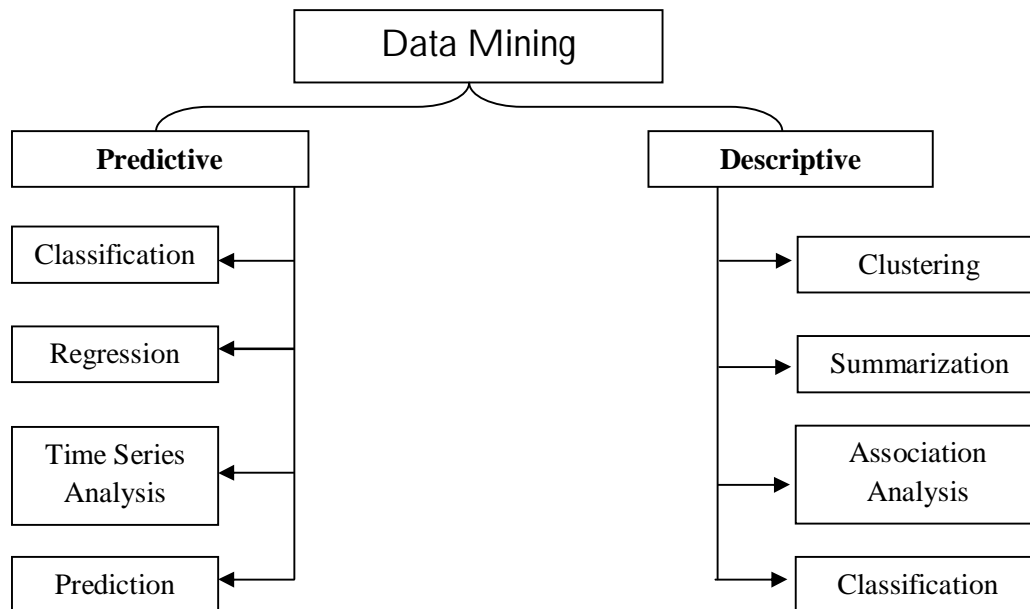 Data Mining
Predictive
Descriptive
Classification
Regression
Time Series
Analysis
Prediction
Clustering
Summarization
Association
Analysis
Classification